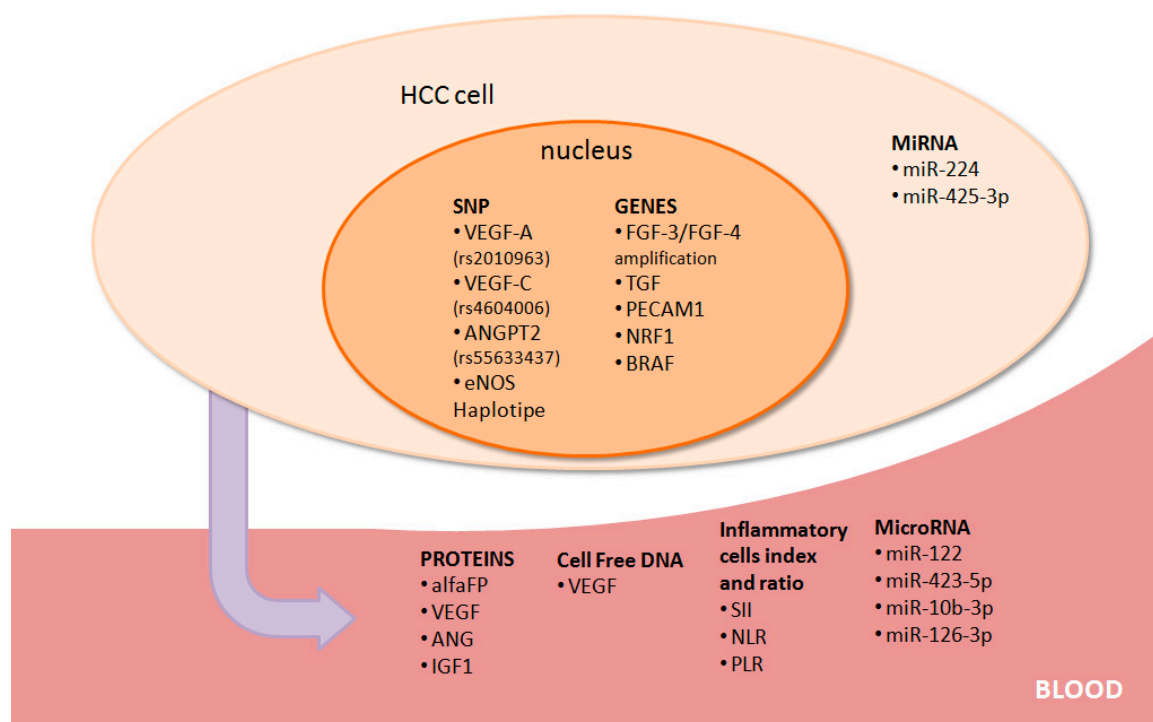 HCC cell
nucleus
SNP
• VEGF-A
(rs2010963)
• VEGF-C
(rs4604006)
• ANGPT2
(rs55633437)
• eNOS
Haplotipe
GENES
• FGF-3/FGF-4
amplification
• TGF
• PECAM1
• NRF1
• BRAF
MiRNA
• miR-224
• miR-425-3p
PROTEINS
• alfaFP
• VEGF
• ANG
• IGF1
Cell Free DNA
• VEGF
Inflammatory
cells index
and ratio
• SII
• NLR
• PLR
MicroRNA
• miR-122
• miR-423-5p
• miR-10b-3p
• miR-126-3p
BLOOD